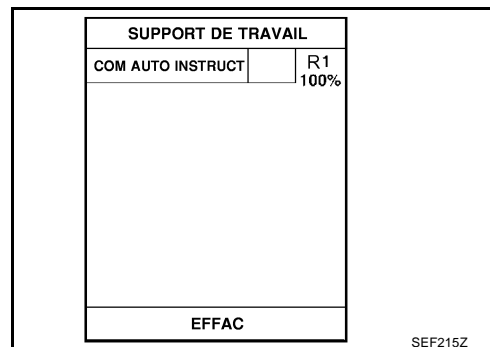 SUPPORT DE TRAVAIL
COM AUTO INSTRUCT R1
100%
EFFAC
SEF215Z